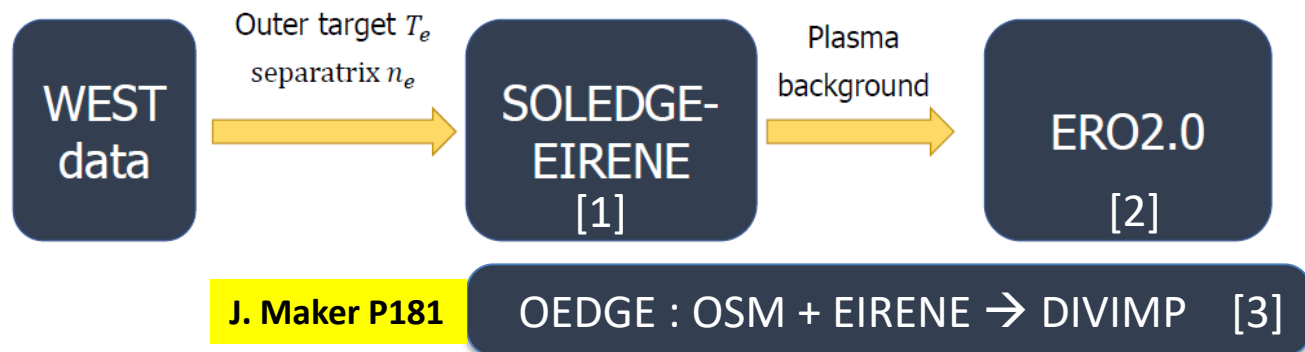 WEST
data
Outer target Tₑ
separatrix nₑ
SOLEDGE-
EIRENE
[1]
Plasma
background
ERO2.0
[2]
J. Maker P181
OEDGE : OSM + EIRENE → DIVIMP [3]